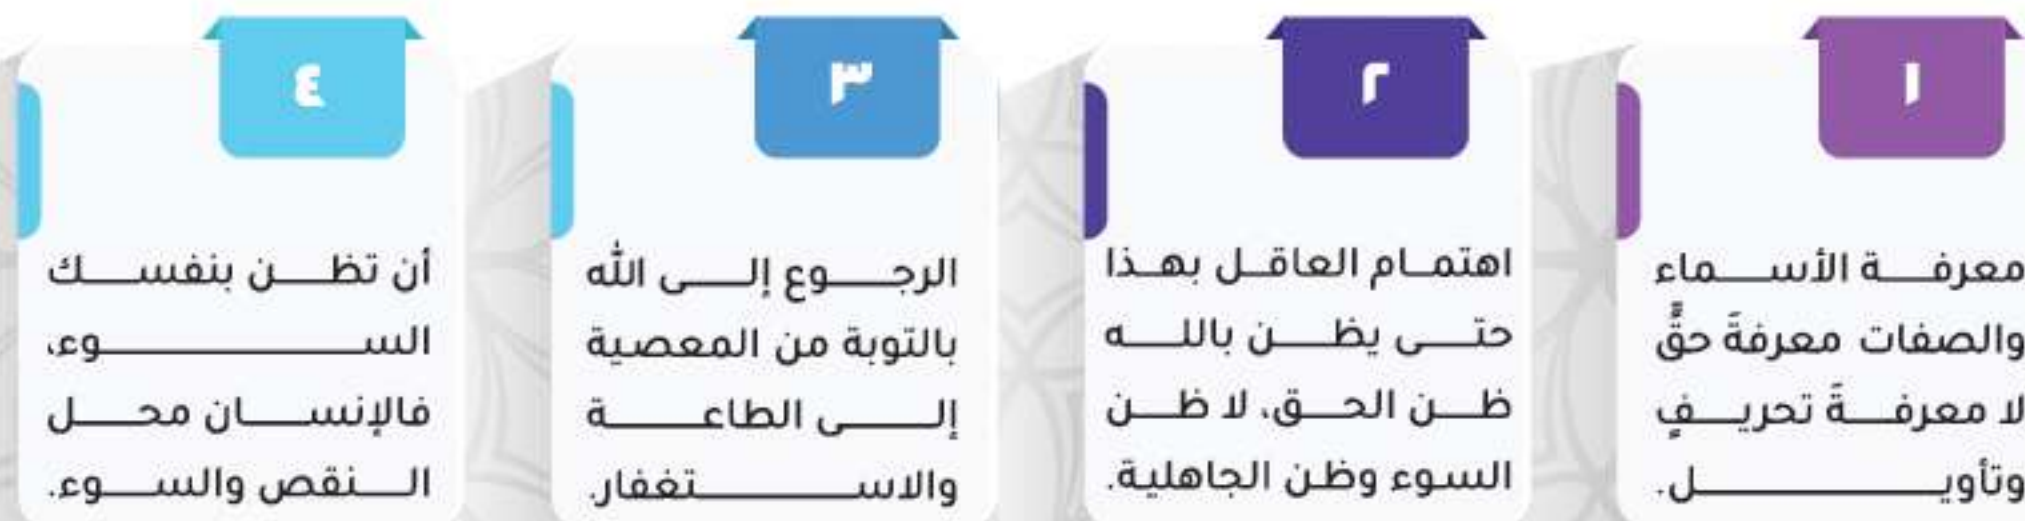 ١
معرفة الأسماء
والصفات معرفةً حقَّةً
لا معرفةً تحريفٍ
وتأويل.
٢
اهتمام العاقل بهذا
حتى يظن بالله
ظن الحق، لا ظن
السوء وظن الجاهلية.
٣
الرجوع إلى الله
بالتوبة من المعصية
إلى الطاعة
والاستغفار.
٤
أن تظن بنفسك
السوء،
فالإنسان محل
النقص والسوء.